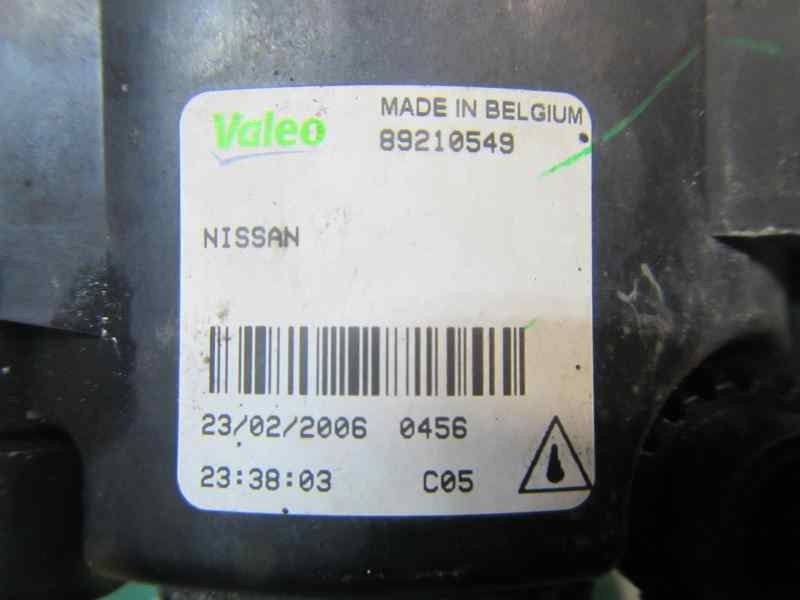 Valeo
MADE IN BELGIUM
89210549
NISSAN
23/02/2006 0456
23:38:03 C05